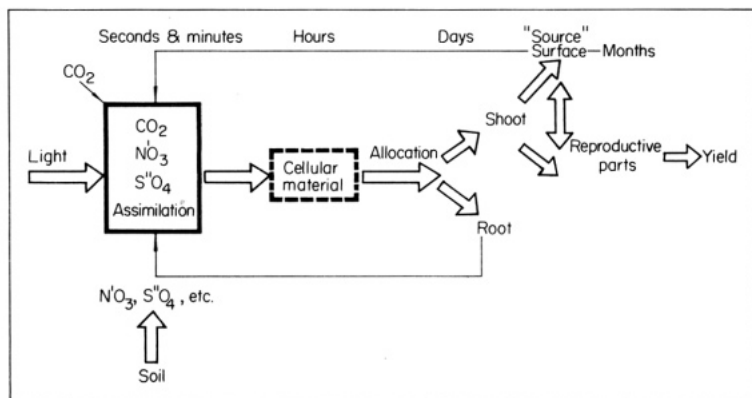 Seconds & minutes Hours Days "Source"
Surface—Months
CO₂
CO₂
N'O₃
S"O₄
Assimilation
Light
Cellular
material
Allocation
Shoot
Root
Reproductive
parts
Yield
N'O₃, S"O₄, etc.
Soil